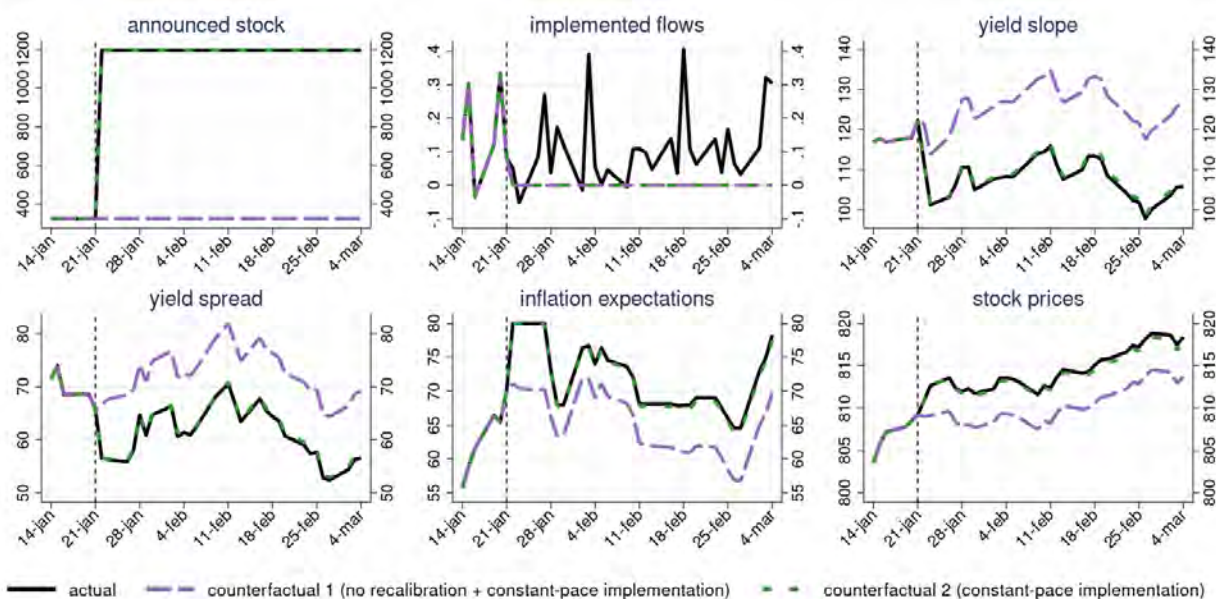 announced stock
1200
1000
800
600
400
1200
1000
800
600
400
14-jan
21-jan
28-jan
4-feb
11-feb
18-feb
25-feb
4-mar
implemented flows
.4
.3
.2
.1
0
-.1
.4
.3
.2
.1
0
-.1
14-jan
21-jan
28-jan
4-feb
11-feb
18-feb
25-feb
4-mar
yield slope
140
130
120
110
100
140
130
120
110
100
14-jan
21-jan
28-jan
4-feb
11-feb
18-feb
25-feb
4-mar
yield spread
80
70
60
50
80
70
60
50
14-jan
21-jan
28-jan
4-feb
11-feb
18-feb
25-feb
4-mar
inflation expectations
80
75
70
65
60
55
80
75
70
65
60
55
14-jan
21-jan
28-jan
4-feb
11-feb
18-feb
25-feb
4-mar
stock prices
820
815
810
805
800
820
815
810
805
800
14-jan
21-jan
28-jan
4-feb
11-feb
18-feb
25-feb
4-mar
actual counterfactual 1 (no recalibration + constant-pace implementation) counterfactual 2 (constant-pace implementation)